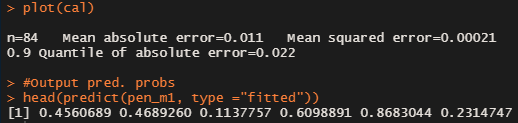 > plot(cal)
n=84   Mean absolute error=0.011   Mean squared error=0.00021
0.9 Quantile of absolute error=0.022
> #Output pred. probs
> head(predict(pen_m1, type ="fitted"))
[1] 0.4560689 0.4689260 0.1137757 0.6098891 0.8683044 0.2314747